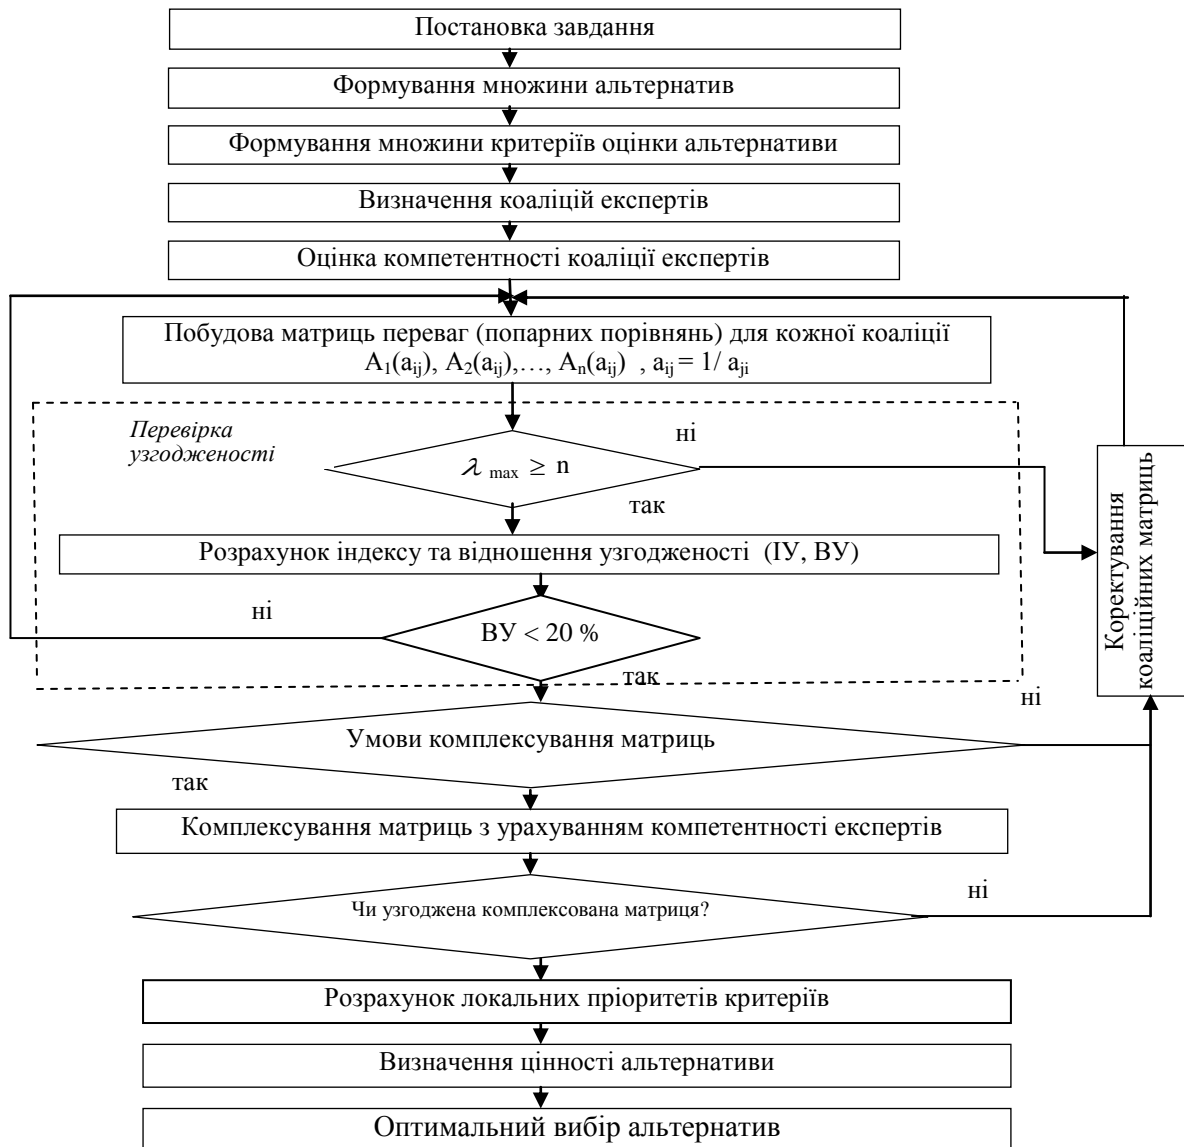 Постановка завдання
Формування множини альтернатив
Формування множини критеріїв оцінки альтернативи
Визначення коаліцій експертів
Оцінка компетентності коаліції експертів
Побудова матриць переваг (попарних порівнянь) для кожної коаліції
A₁(aᵢⱼ), A₂(aᵢⱼ),…, Aₙ(aᵢⱼ) , aᵢⱼ = 1/ aⱼᵢ
Перевірка
узгодженості
ні
λ max ≥ n
так
Розрахунок індексу та відношення узгодженості (ІУ, ВУ)
ні
ВУ < 20 %
так
Коректування
коаліційних матриць
ні
Умови комплексування матриць
так
Комплексування матриць з урахуванням компетентності експертів
ні
Чи узгоджена комплексована матриця?
Розрахунок локальних пріоритетів критеріїв
Визначення цінності альтернативи
Оптимальний вибір альтернатив